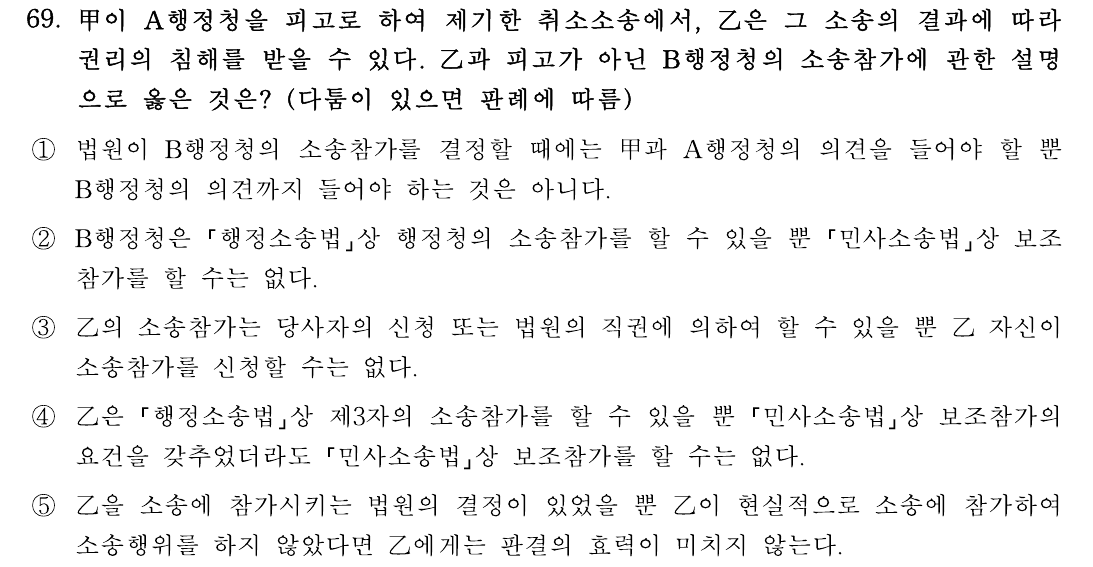 69. 甲이 A행정청을 피고로 하여 제기한 취소소송에서, 乙은 그 소송의 결과에 따라
권리의 침해를 받을 수 있다. 乙과 피고가 아닌 B행정청의 소송참가에 관한 설명
으로 옳은 것은? (다툼이 있으면 판례에 따름)
① 법원이 B행정청의 소송참가를 결정할 때에는 甲과 A행정청의 의견을 들어야 할 뿐
B행정청의 의견까지 들어야 하는 것은 아니다.
② B행정청은 「행정소송법」상 행정청의 소송참가를 할 수 있을 뿐 「민사소송법」상 보조
참가를 할 수는 없다.
③ 乙의 소송참가는 당사자의 신청 또는 법원의 직권에 의하여 할 수 있을 뿐 乙 자신이
소송참가를 신청할 수는 없다.
④ 乙은 「행정소송법」상 제3자의 소송참가를 할 수 있을 뿐 「민사소송법」상 보조참가의
요건을 갖추었더라도 「민사소송법」상 보조참가를 할 수는 없다.
⑤ 乙을 소송에 참가시키는 법원의 결정이 있었을 뿐 乙이 현실적으로 소송에 참가하여
소송행위를 하지 않았다면 乙에게는 판결의 효력이 미치지 않는다.